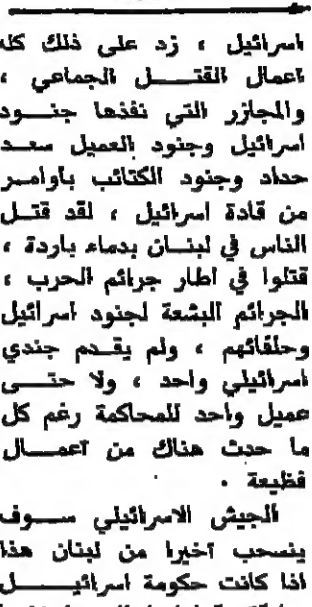 اسرائيل ، زد على ذلك كله
اعمال القتل الجماعي ،
والمجازر التي نفذها جنود
اسرائيل وجنود العميل سعد
حداد وجنود الكتائب بأوامر
من قادة اسرائيل ، لقد قتل
الناس في لبنان بدماء باردة ،
قتلوا في اطار جرائم الحرب ،
الجرائم البشعة لجنود اسرائيل
وحلفائهم ، ولم يقدم جندي
اسرائيلي واحد ، ولا حتى
عميل واحد للمحاكمة رغم كل
ما حدث هناك من اعمال
فظيعة .
الجيش الاسرائيلي سوف
ينسحب أخيرا من لبنان هذا
اذا كانت حكومة اسرائيل